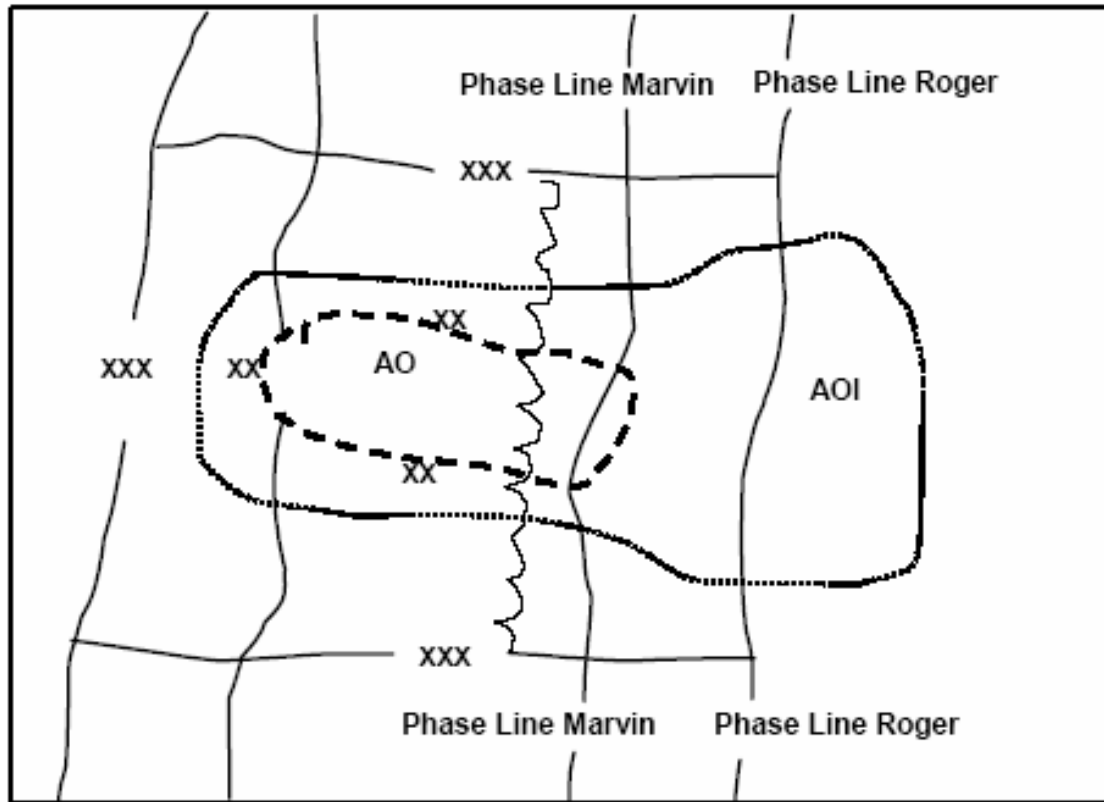 Phase Line Marvin
Phase Line Roger
XXX
XX
XXX
XX
AO
AOI
XX
XXX
Phase Line Marvin
Phase Line Roger